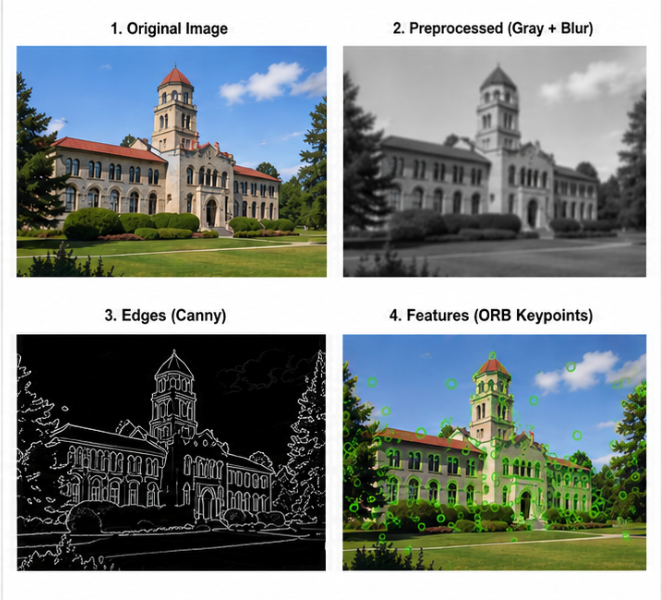 1. Original Image
2. Preprocessed (Gray + Blur)
3. Edges (Canny)
4. Features (ORB Keypoints)